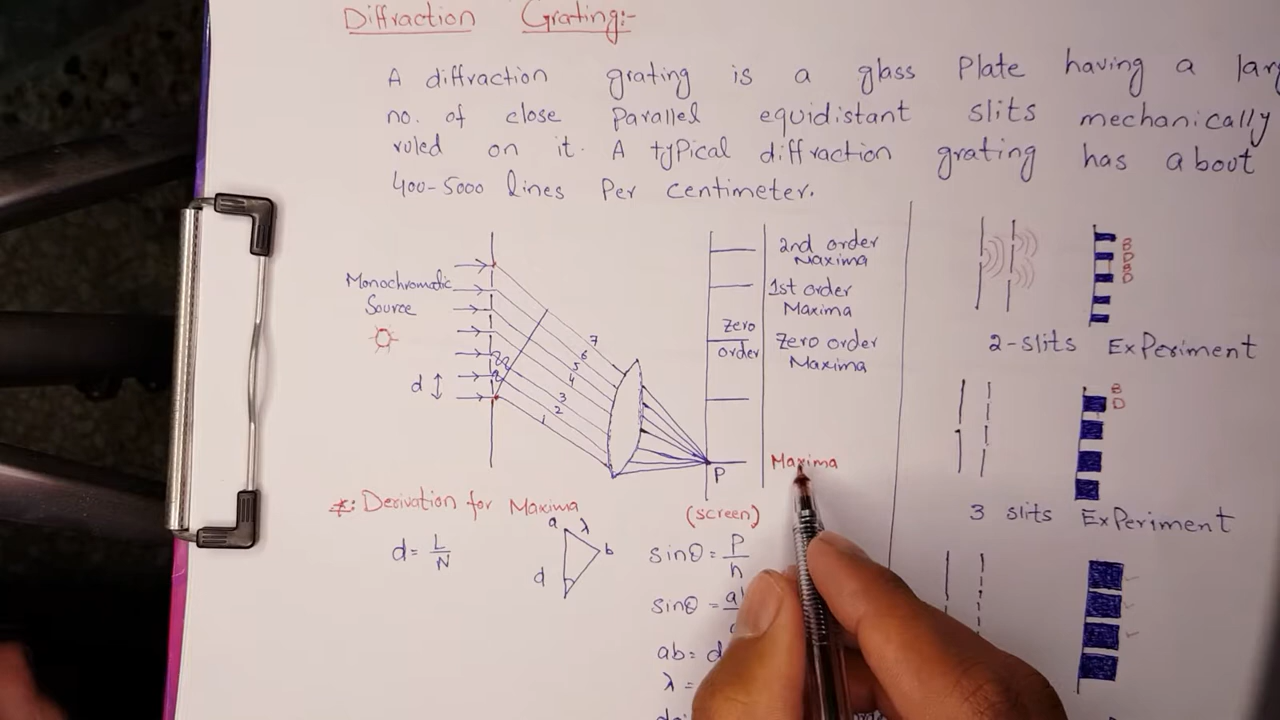 Diffraction Grating:-
A diffraction grating is a glass Plate having a
no. of close Parallel equidistant slits mechanically
ruled on it. A tyPical diffraction grating has about
400-5000 lines Per centimeter.
Monochromatic
Source
d
7
6
5
4
3
2
1
P
zero
order
2nd order
Maxima
1st order
Maxima
Zero order
Maxima
Maxima
(screen)
B
D
B
D
2-slits ExPeriment
B
D
3 slits ExPeriment
*: Derivation for Maxima
d = L/N
a
λ
b
d
sinθ = P/h
sinθ =
ab = d
λ =